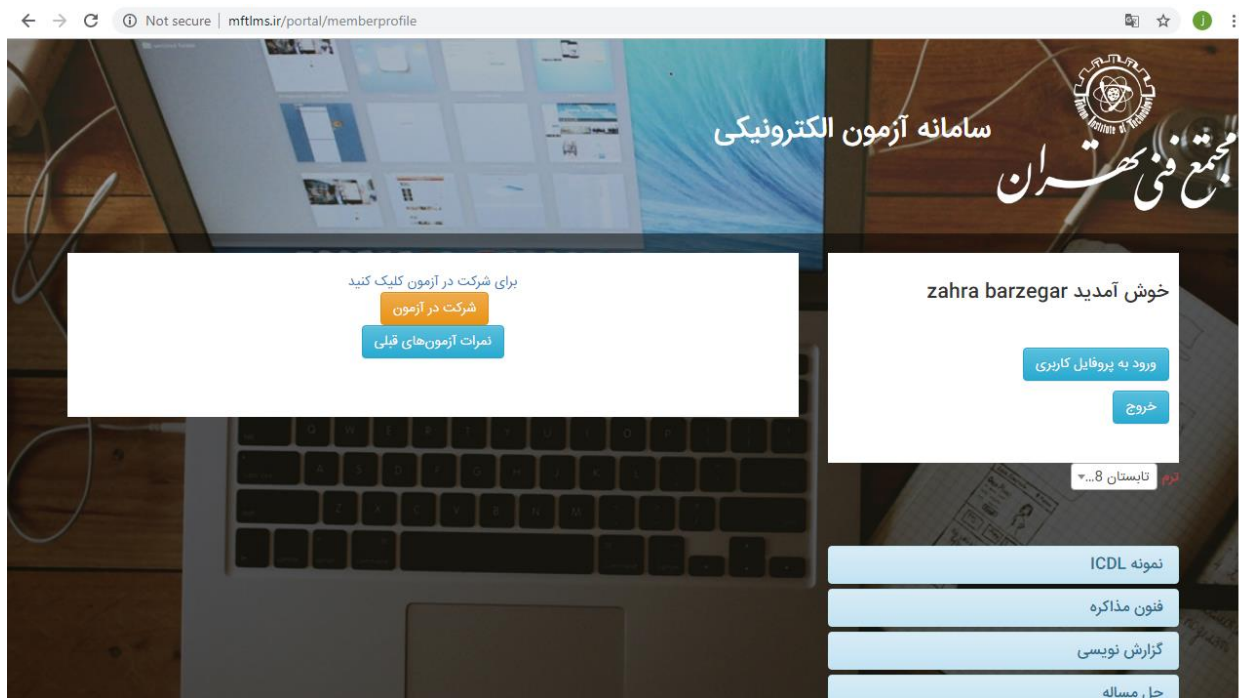 Not secure | mftlms.ir/portal/memberprofile
J
Tehran Institute of Technology
مجتمع فنی تهران
سامانه آزمون الکترونیکی
خوش آمدید zahra barzegar
ورود به پروفایل کاربری
خروج
ترم تابستان 8...
برای شرکت در آزمون کلیک کنید
شرکت در آزمون
نمرات آزمون‌های قبلی
نمونه ICDL
فنون مذاکره
گزارش نویسی
حل مساله